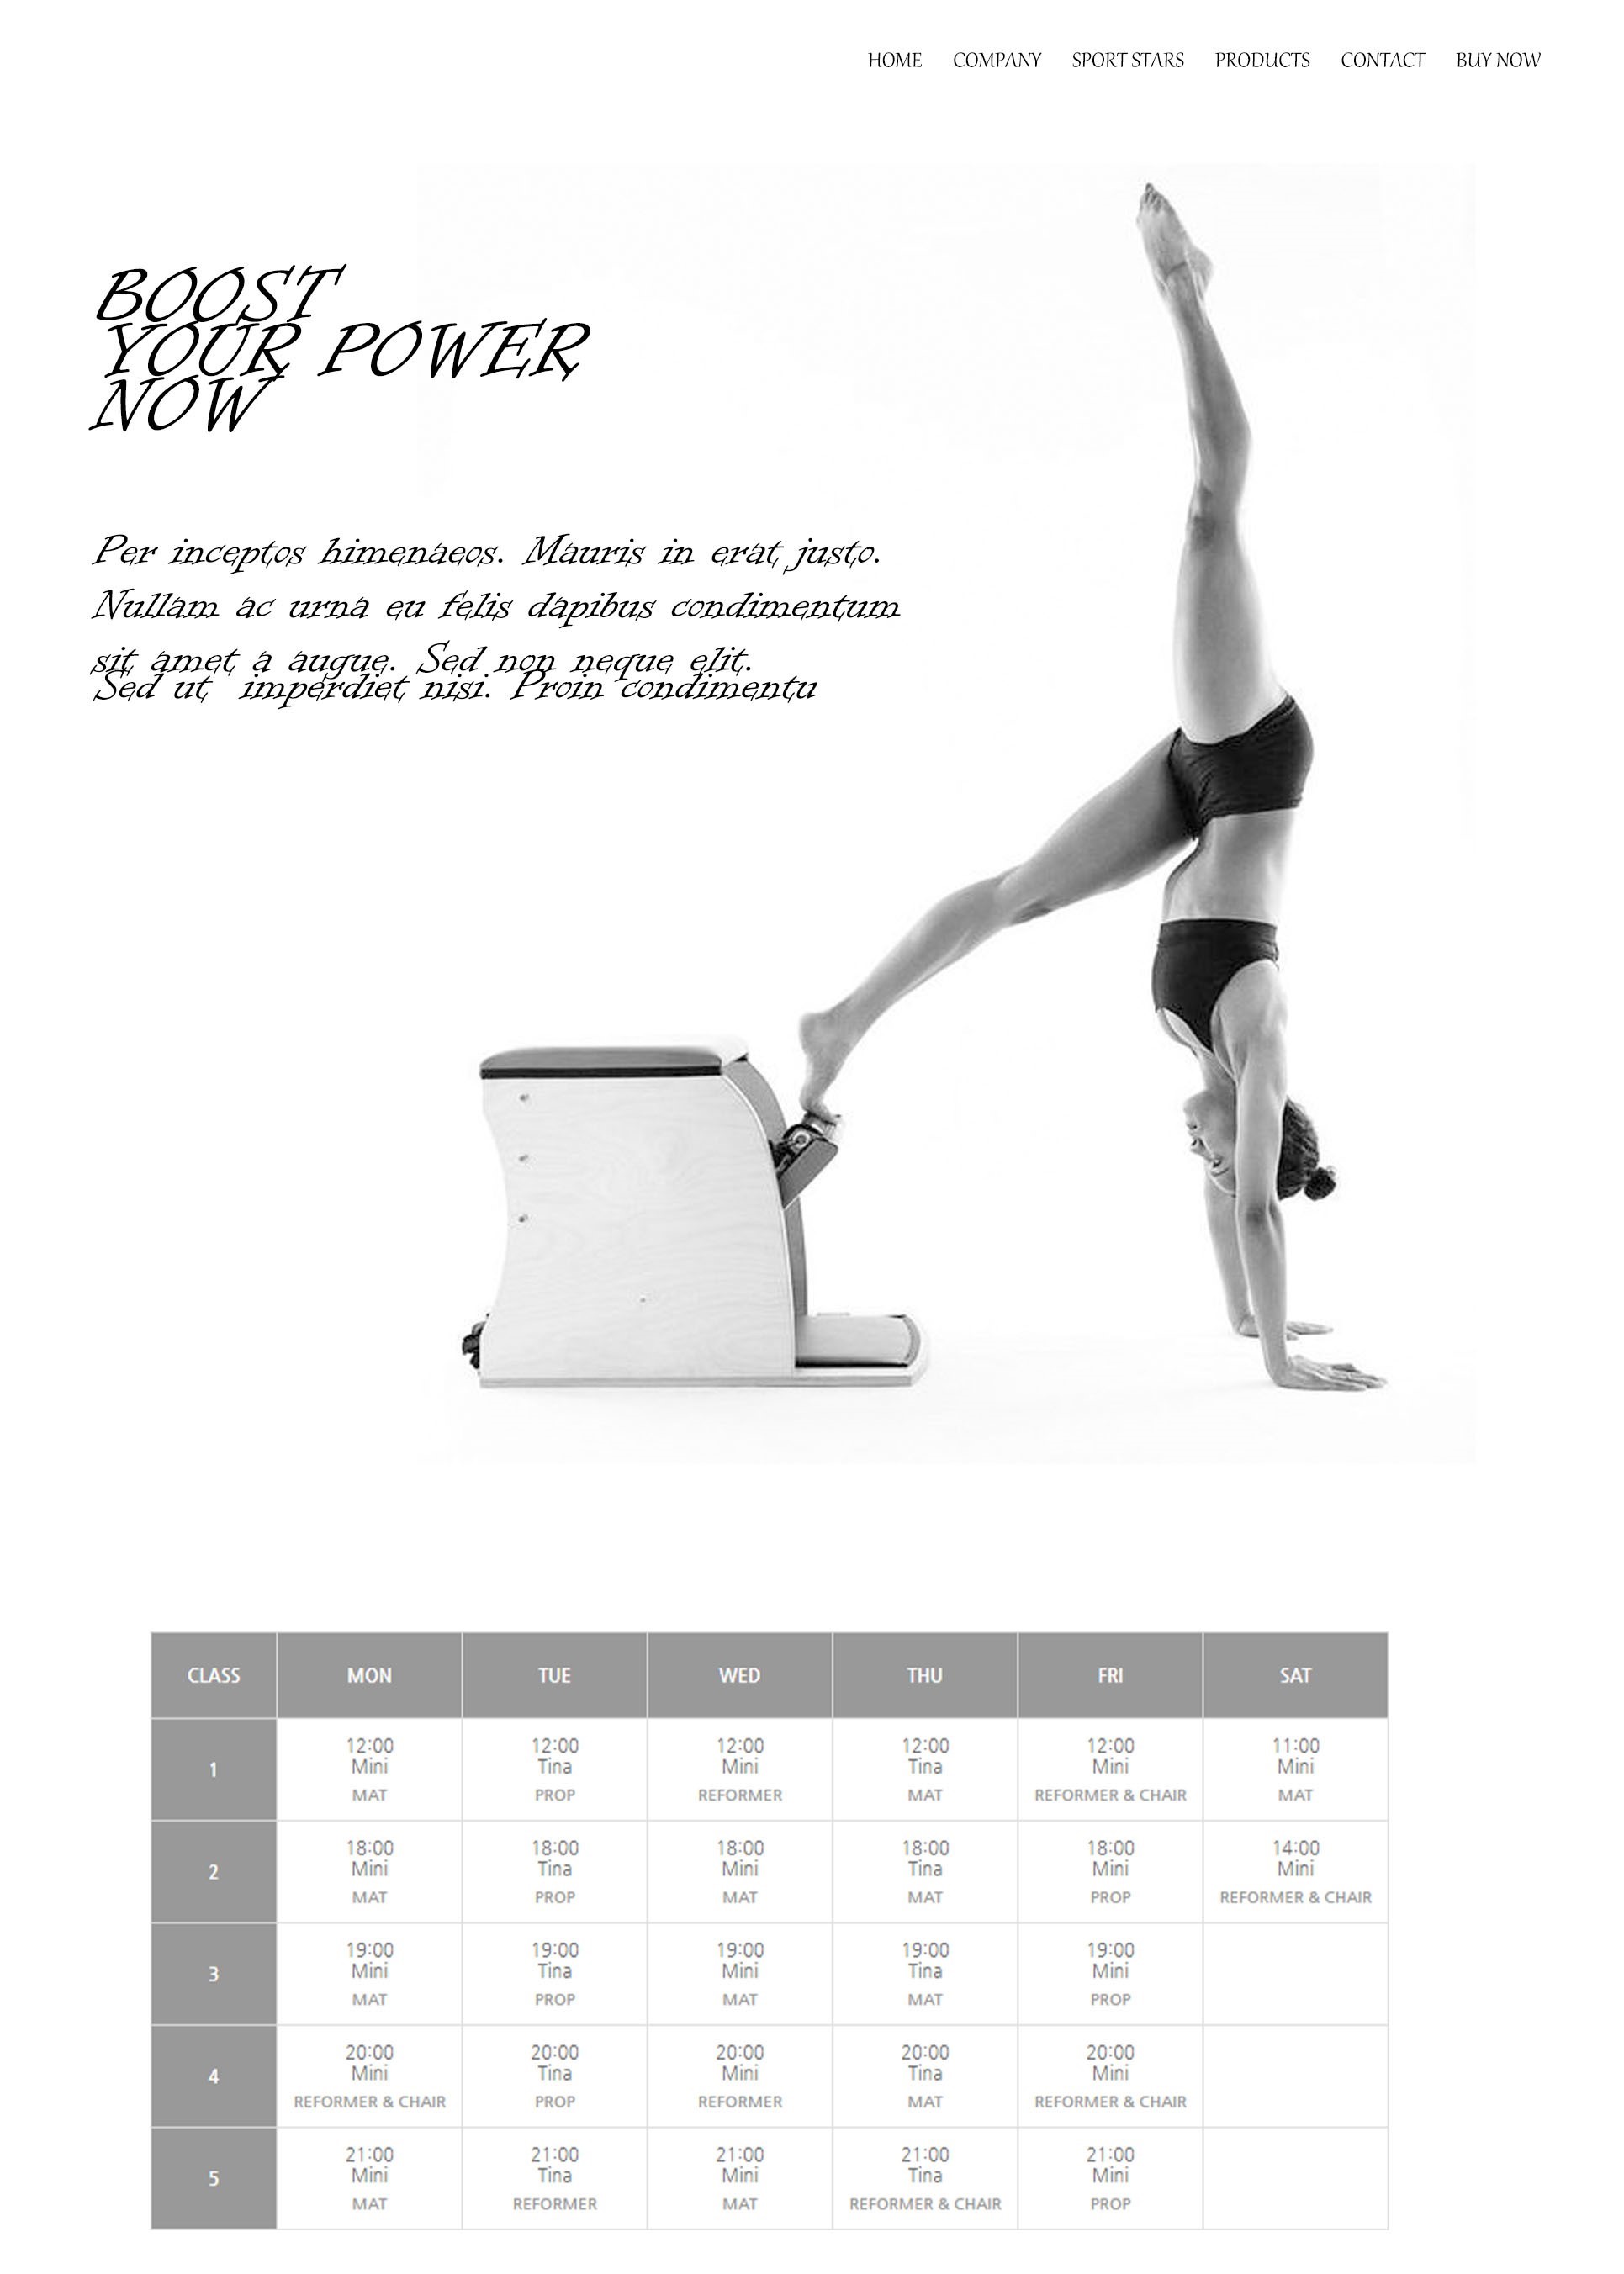 HOME COMPANY SPORT STARS PRODUCTS CONTACT BUY NOW
BOOST
YOUR POWER
NOW
Per inceptos himenaeos. Mauris in erat justo.
Nullam ac urna eu felis dapibus condimentum
sit amet a augue. Sed non neque elit.
Sed ut imperdiet nisi. Proin condimentu
CLASS MON TUE WED THU FRI SAT
12:00 12:00 12:00 12:00 12:00 11:00
1 Mini Tina Mini Tina Mini Mini
MAT PROP REFORMER MAT REFORMER & CHAIR MAT
18:00 18:00 18:00 18:00 18:00 14:00
2 Mini Tina Mini Tina Mini Mini
MAT PROP MAT MAT PROP REFORMER & CHAIR
19:00 19:00 19:00 19:00 19:00
3 Mini Tina Mini Tina Mini
MAT PROP MAT MAT PROP
20:00 20:00 20:00 20:00 20:00
4 Mini Tina Mini Tina Mini
REFORMER & CHAIR PROP REFORMER MAT REFORMER & CHAIR
21:00 21:00 21:00 21:00 21:00
5 Mini Tina Mini Tina Mini
MAT REFORMER MAT REFORMER & CHAIR PROP